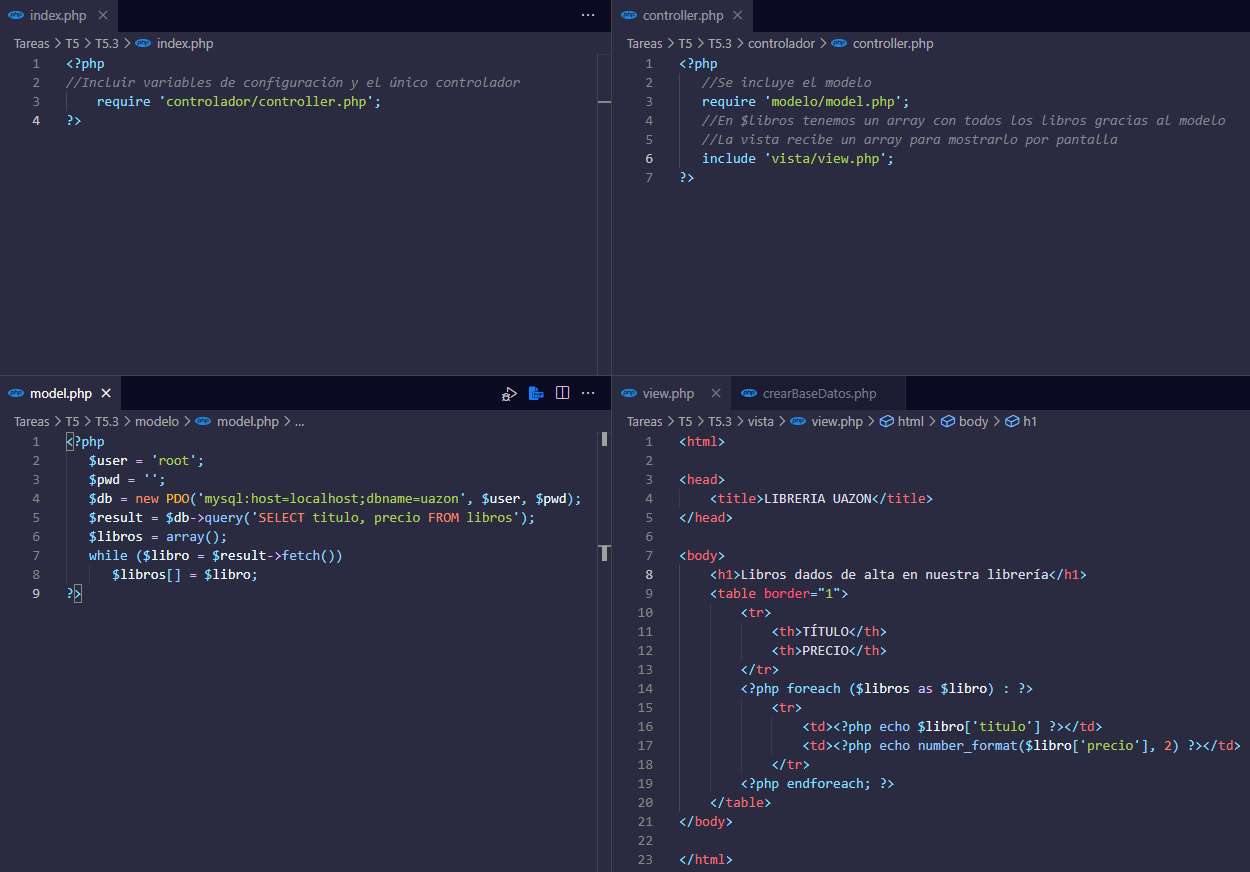 index.php
Tareas > T5 > T5.3 > index.php
1 <?php
2 //Incluir variables de configuración y el único controlador
3     require 'controlador/controller.php';
4 ?>
controller.php
Tareas > T5 > T5.3 > controlador > controller.php
1 <?php
2    //Se incluye el modelo
3    require 'modelo/model.php';
4    //En $libros tenemos un array con todos los libros gracias al modelo
5    //La vista recibe un array para mostrarlo por pantalla
6    include 'vista/view.php';
7 ?>
model.php
Tareas > T5 > T5.3 > modelo > model.php > ...
1 <?php
2    $user = 'root';
3    $pwd = '';
4    $db = new PDO('mysql:host=localhost;dbname=uazon', $user, $pwd);
5    $result = $db->query('SELECT titulo, precio FROM libros');
6    $libros = array();
7    while ($libro = $result->fetch())
8       $libros[] = $libro;
9 ?>
view.php crearBaseDatos.php
Tareas > T5 > T5.3 > vista > view.php > html > body > h1
1 <html>
2
3 <head>
4     <title>LIBRERIA UAZON</title>
5 </head>
6
7 <body>
8     <h1>Libros dados de alta en nuestra librería</h1>
9     <table border="1">
10         <tr>
11             <th>TÍTULO</th>
12             <th>PRECIO</th>
13         </tr>
14         <?php foreach ($libros as $libro) : ?>
15             <tr>
16                 <td><?php echo $libro['titulo'] ?></td>
17                 <td><?php echo number_format($libro['precio'], 2) ?></td>
18             </tr>
19         <?php endforeach; ?>
20     </table>
21 </body>
22
23 </html>